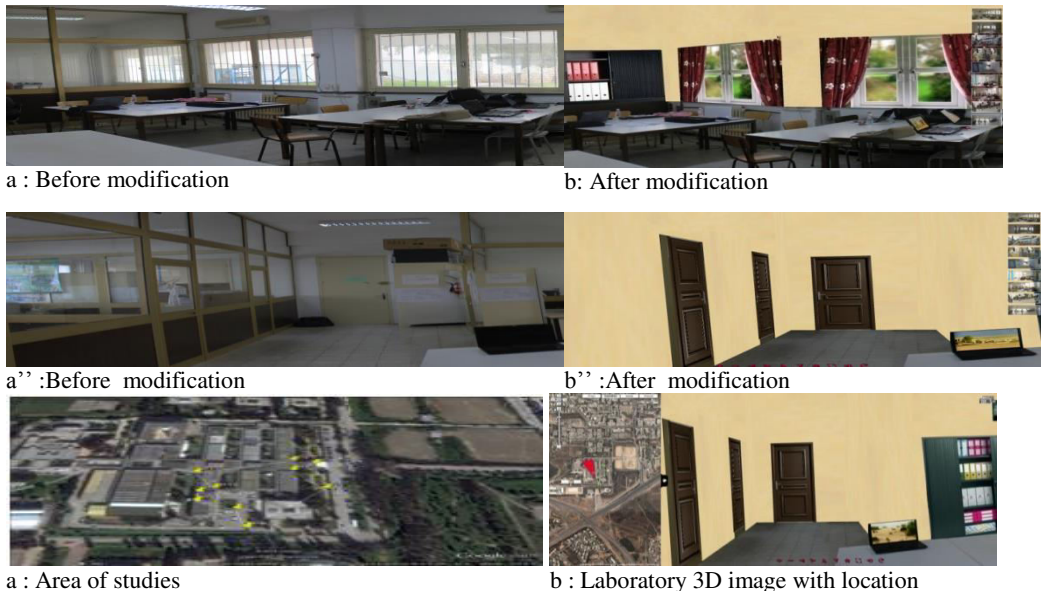 a : Before modification
b: After modification
a’’ :Before modification
b’’ :After modification
a : Area of studies
b : Laboratory 3D image with location